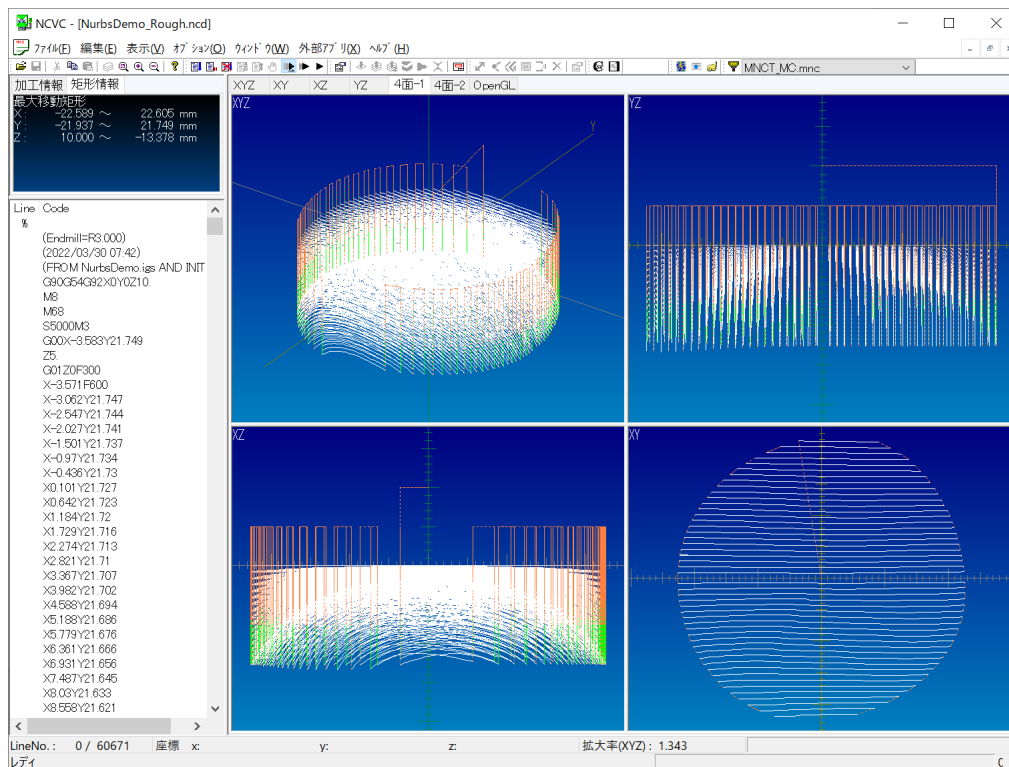 NCVC - [NurbsDemo_Rough.ncd]
ファイル(F) 編集(E) 表示(V) オプション(O) ウィンドウ(W) 外部アプリ(X) ヘルプ(H)
MNCT_MC.mnc
加工情報 矩形情報
XYZ XY XZ YZ 4面-1 4面-2 OpenGL
最大移動矩形
X : -22.589 ～ 22.605 mm
Y : -21.937 ～ 21.749 mm
Z : 10.000 ～ -13.378 mm
Line Code
%
(Endmill=R3.000)
(2022/03/30 07:42)
(FROM NurbsDemo.igs AND INIT
G90G54G92X0Y0Z10.
M8
M68
S5000M3
G00X-3.583Y21.749
Z5.
G01Z0F300
X-3.571F600
X-3.062Y21.747
X-2.547Y21.744
X-2.027Y21.741
X-1.501Y21.737
X-0.97Y21.734
X-0.436Y21.73
X0.101Y21.727
X0.642Y21.723
X1.184Y21.72
X1.729Y21.716
X2.274Y21.713
X2.821Y21.71
X3.367Y21.707
X3.982Y21.702
X4.588Y21.694
X5.188Y21.686
X5.779Y21.676
X6.361Y21.666
X6.931Y21.656
X7.487Y21.645
X8.03Y21.633
X8.558Y21.621
XYZ
Y
YZ
XZ
XY
LineNo. : 0 / 60671 座標 x: y: z: 拡大率(XYZ) : 1.343
レディ